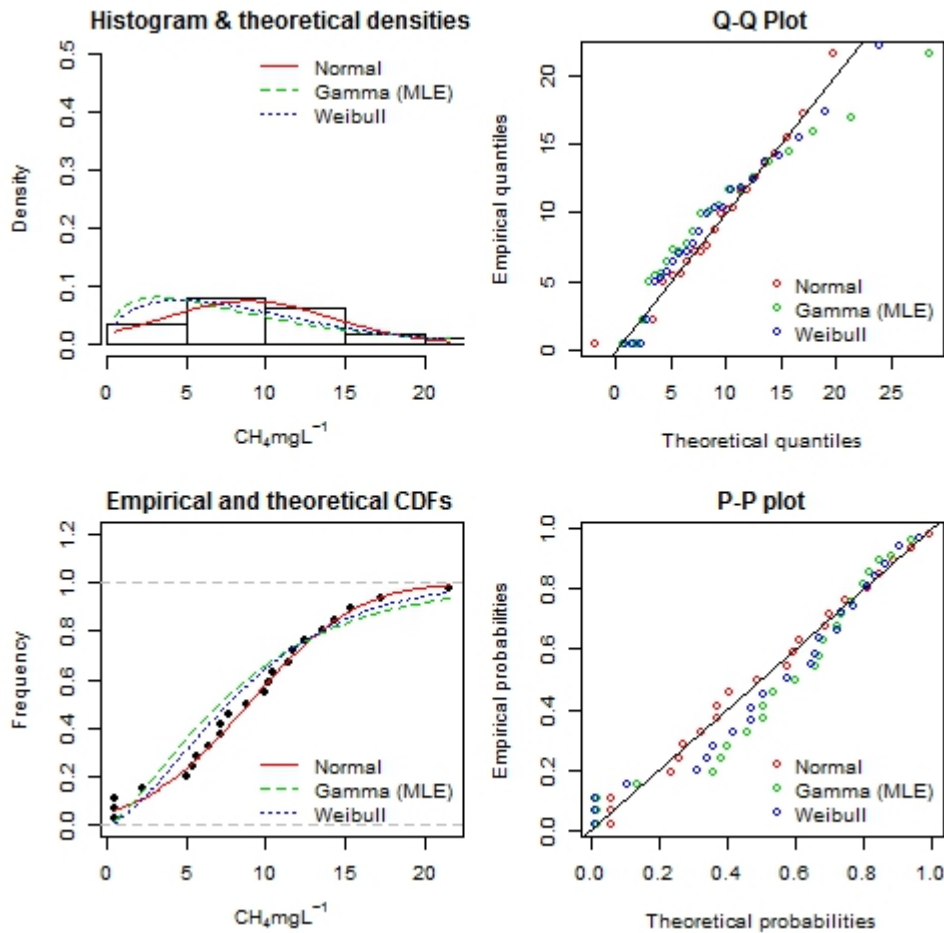 Histogram & theoretical densities
Density
0.0 0.1 0.2 0.3 0.4 0.5
Normal
Gamma (MLE)
Weibull
0 5 10 15 20
CH₄mgL⁻¹
Q-Q Plot
Empirical quantiles
0 5 10 15 20
Normal
Gamma (MLE)
Weibull
0 5 10 15 20 25
Theoretical quantiles
Empirical and theoretical CDFs
Frequency
0.0 0.2 0.4 0.6 0.8 1.0 1.2
Normal
Gamma (MLE)
Weibull
0 5 10 15 20
CH₄mgL⁻¹
P-P plot
Empirical probabilities
0.0 0.2 0.4 0.6 0.8 1.0
Normal
Gamma (MLE)
Weibull
0.0 0.2 0.4 0.6 0.8 1.0
Theoretical probabilities